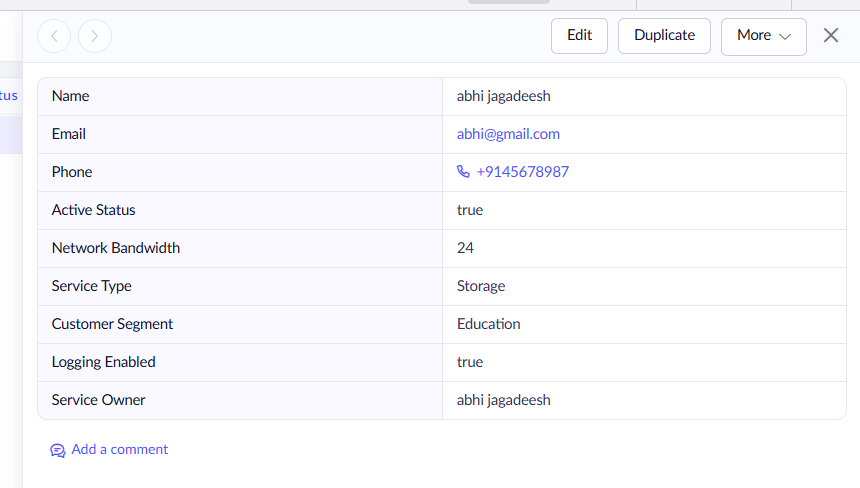 Edit Duplicate More
tus
Name abhi jagadeesh
Email abhi@gmail.com
Phone +9145678987
Active Status true
Network Bandwidth 24
Service Type Storage
Customer Segment Education
Logging Enabled true
Service Owner abhi jagadeesh
Add a comment